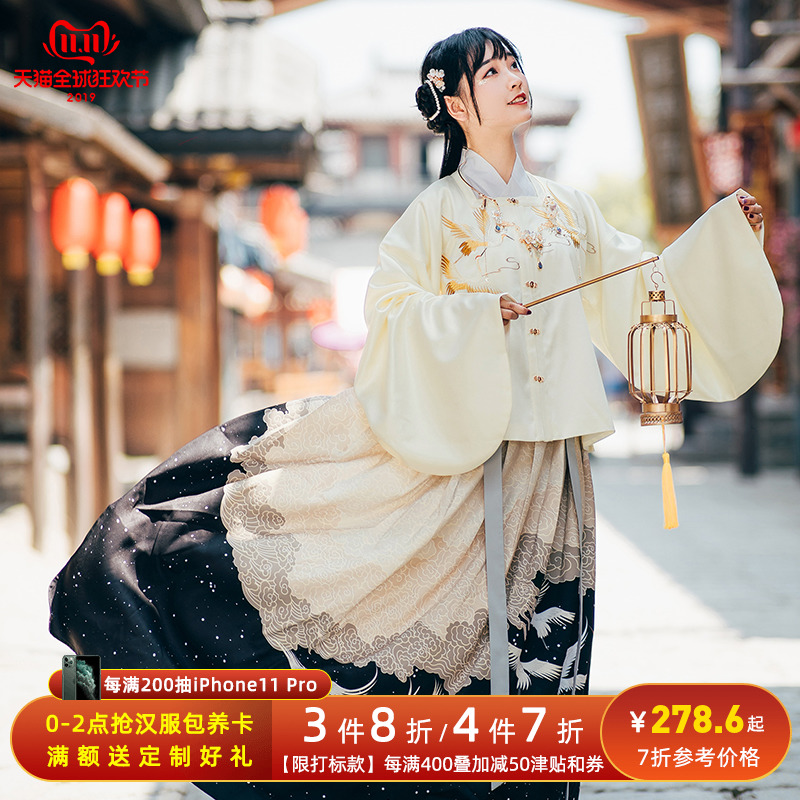 11.11
天猫全球狂欢节
2019
每满200抽iPhone11 Pro
0-2点抢汉服包养卡
满额送定制好礼
3件8折/4件7折
【限打标款】每满400叠加减50津贴和券
¥278.6起
7折参考价格